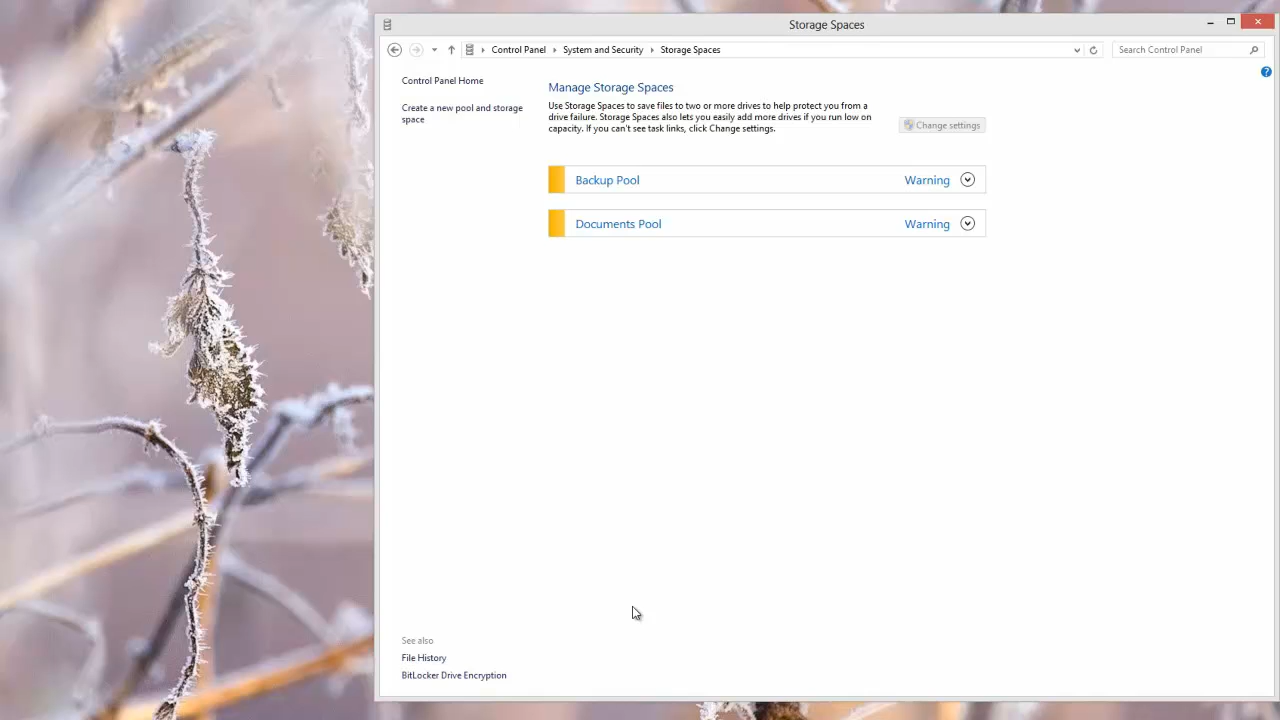 Storage Spaces
Control Panel
System and Security
Storage Spaces
Search Control Panel
Control Panel Home
Create a new pool and storage
space
Manage Storage Spaces
Use Storage Spaces to save files to two or more drives to help protect you from a
drive failure. Storage Spaces also lets you easily add more drives if you run low on
capacity. If you can't see task links, click Change settings.
Change settings
Backup Pool
Warning
Documents Pool
Warning
See also
File History
BitLocker Drive Encryption